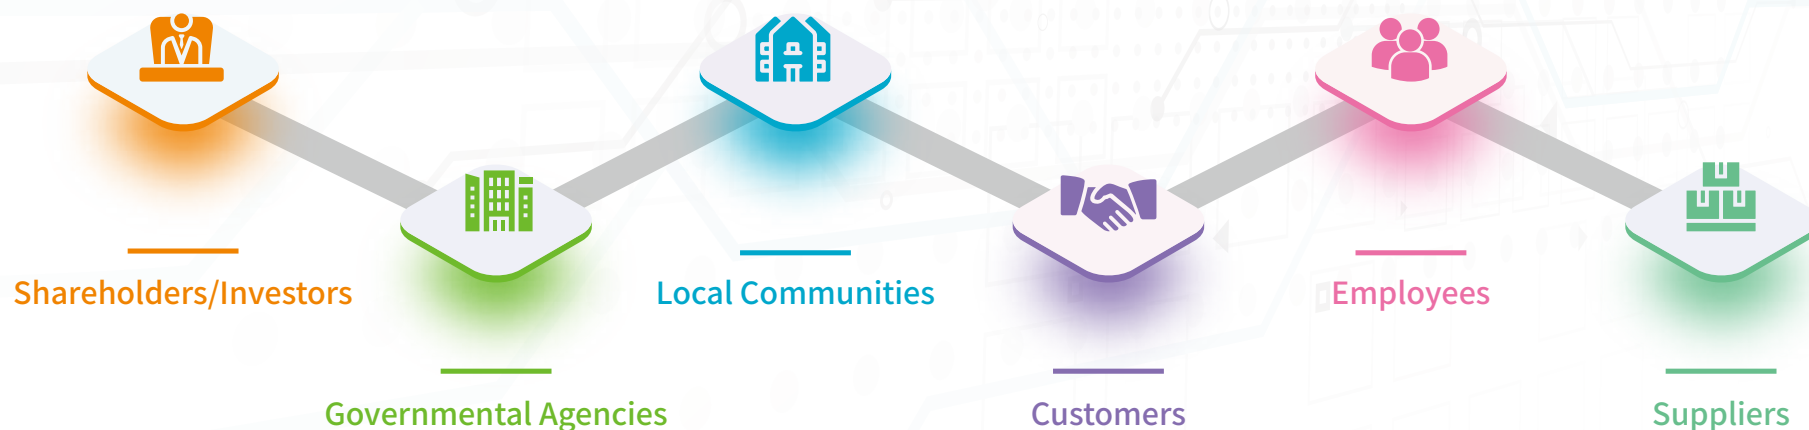 Shareholders/Investors
Governmental Agencies
Local Communities
Customers
Employees
Suppliers